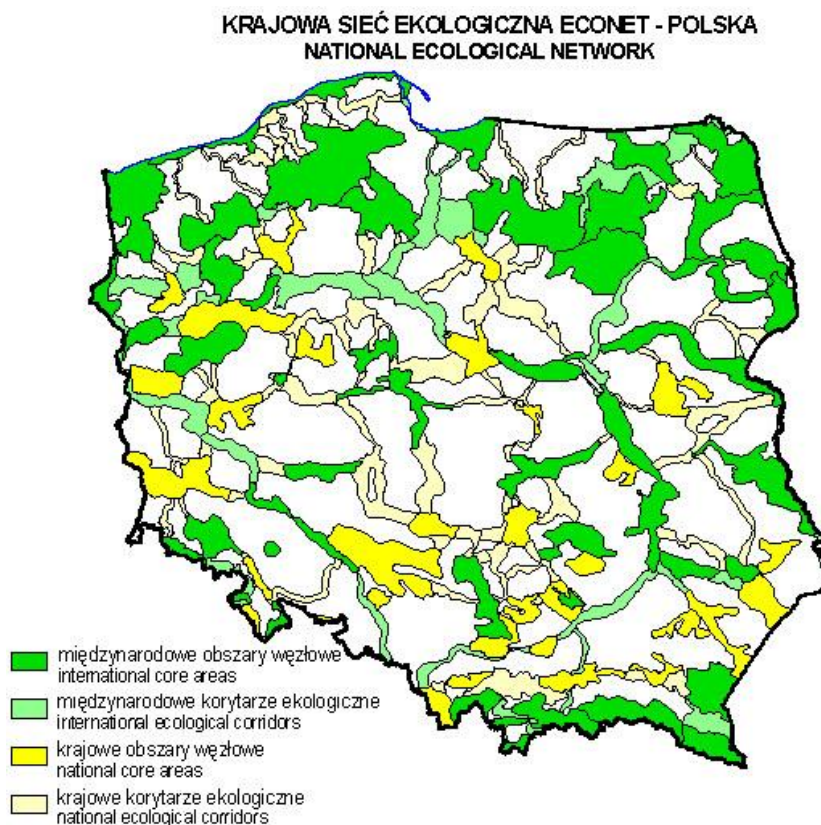 KRAJOWA SIEĆ EKOLOGICZNA ECONET - POLSKA
NATIONAL ECOLOGICAL NETWORK
międzynarodowe obszary węzłowe
international core areas
międzynarodowe korytarze ekologiczne
international ecological corridors
krajowe obszary węzłowe
national core areas
krajowe korytarze ekologiczne
national ecological corridors